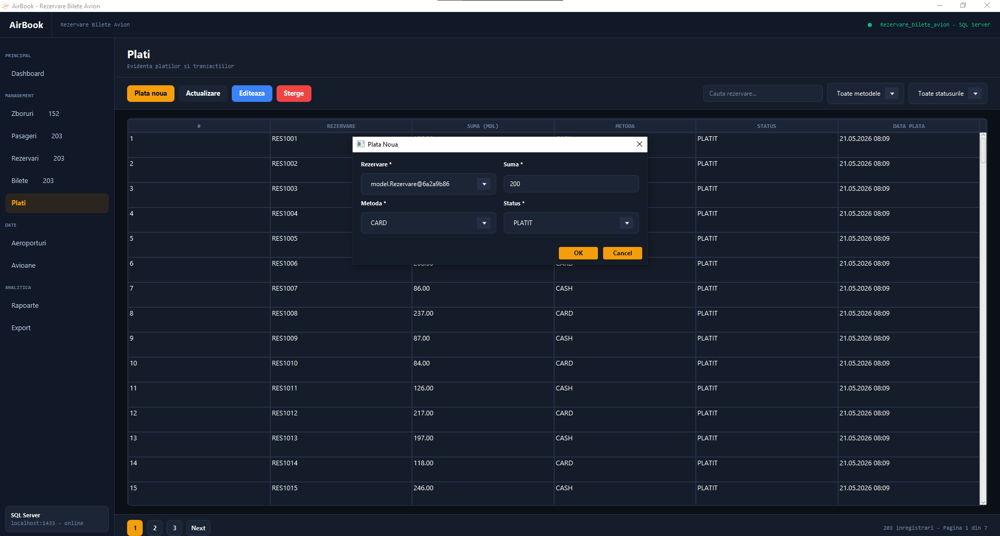 AirBook - Rezervare Bilete Avion
AirBook
Rezervare Bilete Avion
Rezervare_bilete_avion - SQL Server
PRINCIPAL
Dashboard
MANAGEMENT
Zboruri 152
Pasageri 203
Rezervari 203
Bilete 203
Plati
DATE
Aeroporturi
Avioane
ANALITICA
Rapoarte
Export
SQL Server
localhost:1433 - online
Plati
Evidenta platilor si tranzactiilor
Plata noua Actualizare Editeaza Sterge Cauta rezervare... Toate metodele Toate statusurile
# REZERVARE SUMA (MDL) METODA STATUS DATA PLATA
1 RES1001 PLATIT 21.05.2026 08:09
2 RES1002 PLATIT 21.05.2026 08:09
3 RES1003 PLATIT 21.05.2026 08:09
4 RES1004 PLATIT 21.05.2026 08:09
5 RES1005 PLATIT 21.05.2026 08:09
6 RES1006 CARD PLATIT 21.05.2026 08:09
7 RES1007 86.00 CASH PLATIT 21.05.2026 08:09
8 RES1008 237.00 CARD PLATIT 21.05.2026 08:09
9 RES1009 87.00 CASH PLATIT 21.05.2026 08:09
10 RES1010 84.00 CARD PLATIT 21.05.2026 08:09
11 RES1011 126.00 CASH PLATIT 21.05.2026 08:09
12 RES1012 217.00 CARD PLATIT 21.05.2026 08:09
13 RES1013 197.00 CASH PLATIT 21.05.2026 08:09
14 RES1014 118.00 CARD PLATIT 21.05.2026 08:09
15 RES1015 246.00 CASH PLATIT 21.05.2026 08:09
Plata Noua
Rezervare * Suma *
model.Rezervare@6a2a9b86 200
Metoda * Status *
CARD PLATIT
OK Cancel
1 2 3 Next
203 inregistrari - Pagina 1 din 7